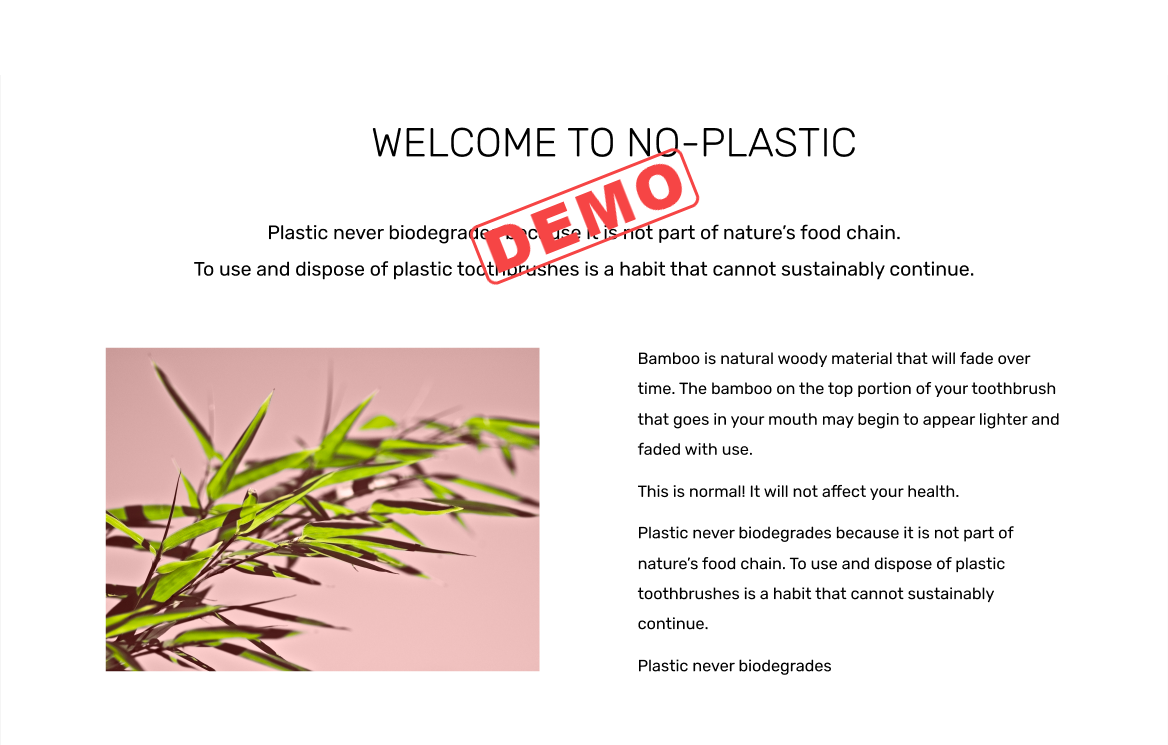 WELCOME TO NO-PLASTIC
DEMO
Plastic never biodegrades because it is not part of nature’s food chain.
To use and dispose of plastic toothbrushes is a habit that cannot sustainably continue.
Bamboo is natural woody material that will fade over
time. The bamboo on the top portion of your toothbrush
that goes in your mouth may begin to appear lighter and
faded with use.
This is normal! It will not affect your health.
Plastic never biodegrades because it is not part of
nature’s food chain. To use and dispose of plastic
toothbrushes is a habit that cannot sustainably
continue.
Plastic never biodegrades